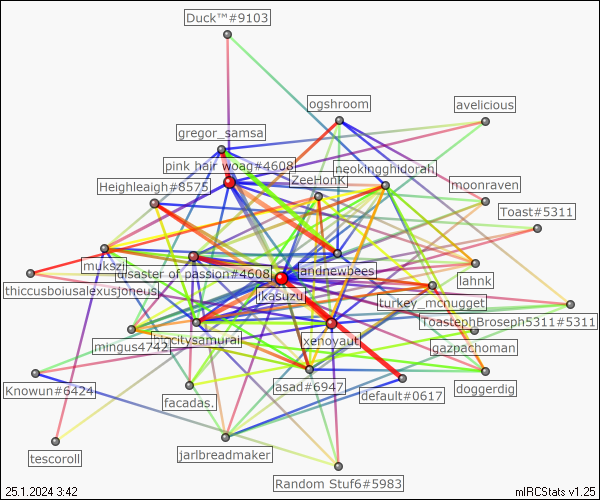 Duck™#9103
ogshroom
avelicious
gregor_samsa
pink hair woag#4608
neokingghidorah
ZeeHonK
Heighleaigh#8575
moonraven
Toast#5311
mukszi
disaster of passion#4608
landnewbees
lahnk
thiccusboiusalexusjoneus
ikasuzu
turkey_mcnugget
ToastephBroseph5311#5311
mingus4742
kincitysamurai
xenoyaut
gazpachoman
Knowun#6424
facadas.
asad#6947
default#0617
doggerdig
tescoroll
jarlbreadmaker
Random Stuf6#5983
25.1.2024 3:42
mIRCStats v1.25